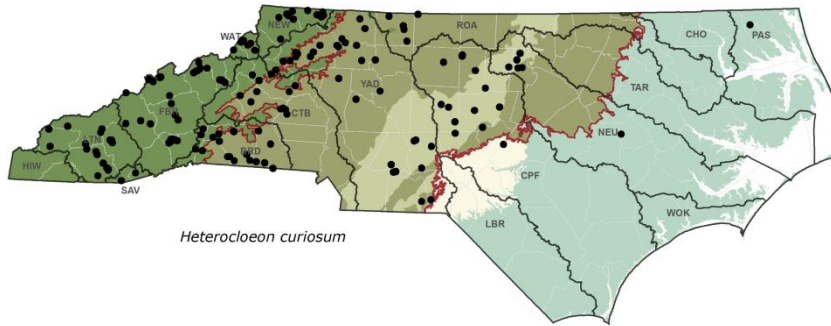 NEW
ROA
CHO
PAS
WAT
YAD
TAR
FBR
CTB
LTN
NEU
BRD
HIW
SAV
CPF
WOK
LBR
Heterocloeon curiosum